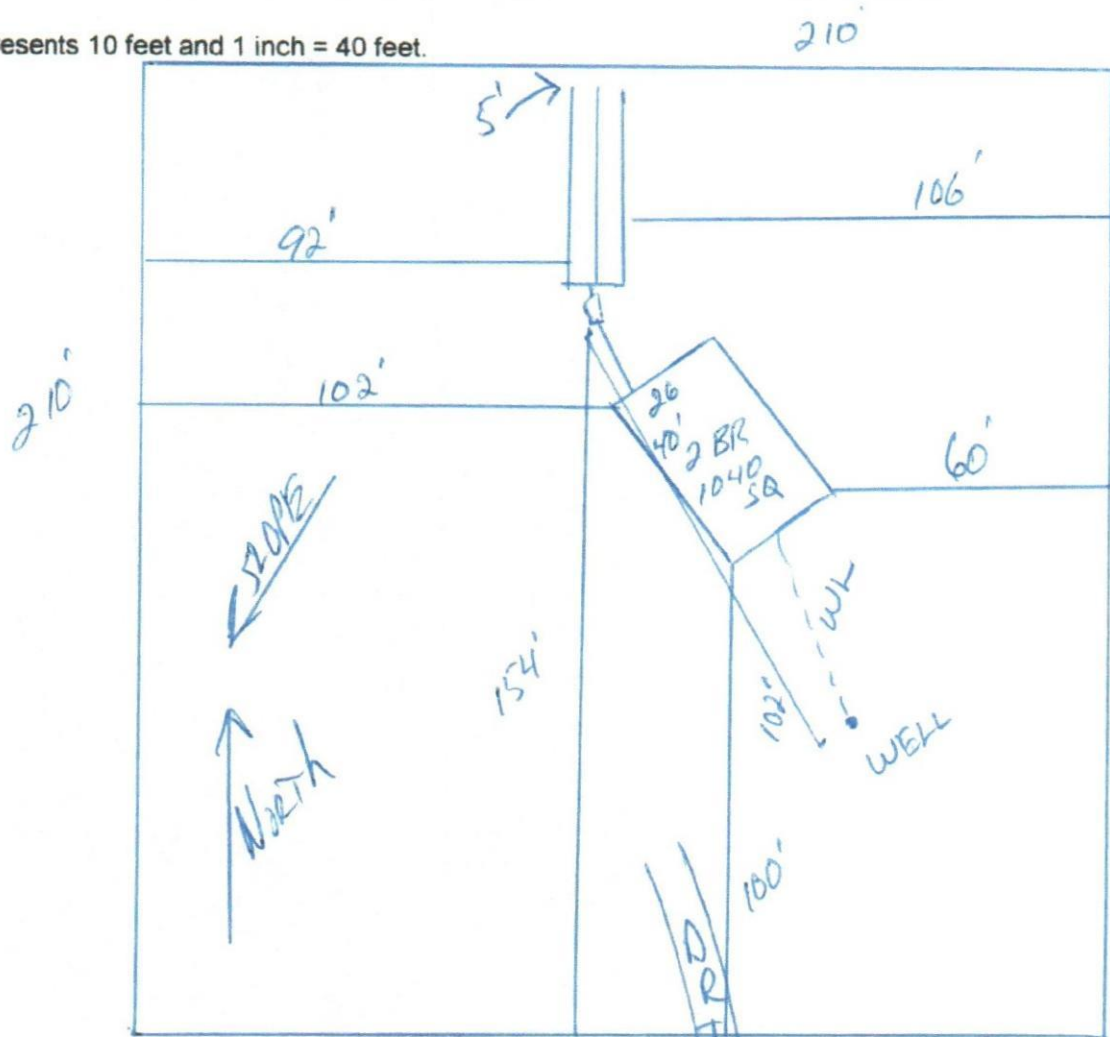 esents 10 feet and 1 inch = 40 feet.
210'
5'
106'
92'
210'
102'
26
40'
2 BR
1040
SQ
60'
SLOPE
WL
154'
102'
WELL
NORTH
100'
DRI